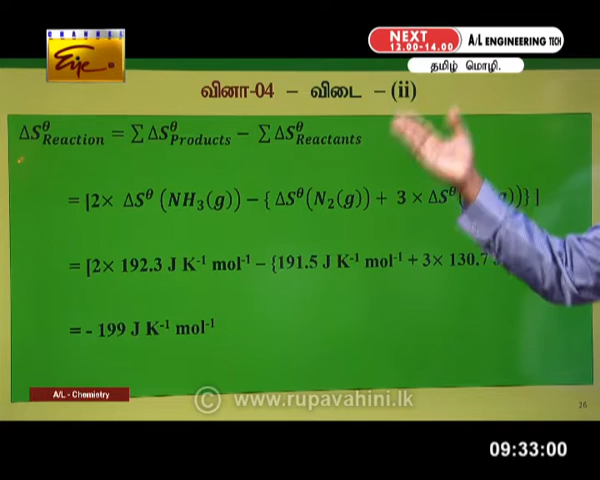 CHANNEL
Eye
NEXT
12.00-14.00
A/L ENGINEERING TECH
தமிழ் மொழி.
வினா-04 – விடை – (ii)
ΔS^θ_Reaction = ∑ ΔS^θ_Products − ∑ ΔS^θ_Reactants
= [2× ΔS^θ (NH₃(g)) − { ΔS^θ(N₂(g)) + 3 × ΔS^θ( g))} ]
= [2× 192.3 J K⁻¹ mol⁻¹ – {191.5 J K⁻¹ mol⁻¹ + 3× 130.7
= - 199 J K⁻¹ mol⁻¹
A/L - Chemistry
© www.rupavahini.lk
26
09:33:00